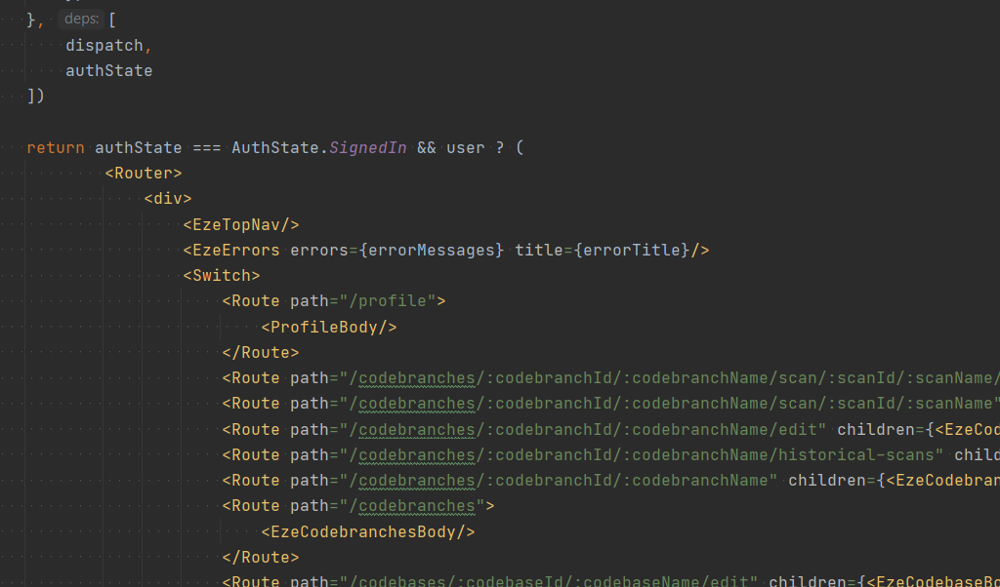 }, deps: [
dispatch,
authState
])
return authState === AuthState.SignedIn && user ? (
<Router>
<div>
<EzeTopNav/>
<EzeErrors errors={errorMessages} title={errorTitle}/>
<Switch>
<Route path="/profile">
<ProfileBody/>
</Route>
<Route path="/codebranches/:codebranchId/:codebranchName/scan/:scanId/:scanName/
<Route path="/codebranches/:codebranchId/:codebranchName/scan/:scanId/:scanName"
<Route path="/codebranches/:codebranchId/:codebranchName/edit" children={<EzeCod
<Route path="/codebranches/:codebranchId/:codebranchName/historical-scans" child
<Route path="/codebranches/:codebranchId/:codebranchName" children={<EzeCodebran
<Route path="/codebranches">
<EzeCodebranchesBody/>
</Route>
<Route path="/codebases/:codebaseId/:codebaseName/edit" children={<EzeCodebaseBo